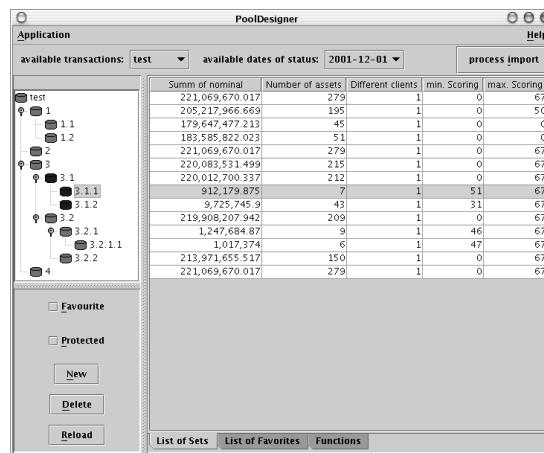 PoolDesigner
Application Help
available transactions: test available dates of status: 2001-12-01 process import
Summ of nominal Number of assets Different clients min. Scoring max. Scoring
test 221,069,670.017 279 1 0 67
1 205,217,966.669 195 1 0 50
1.1 179,647,477.213 45 1 0 0
1.2 183,585,822.023 51 1 0 0
2 221,069,670.017 279 1 0 67
3 220,083,531.499 215 1 0 67
3.1 220,012,700.337 212 1 0 67
3.1.1 912,179.875 7 1 51 67
3.1.2 9,725,745.9 43 1 31 67
3.2 219,908,207.942 209 1 0 67
3.2.1 1,247,684.87 9 1 46 67
3.2.1.1 1,017,374 6 1 47 67
3.2.2 213,971,655.517 150 1 0 67
4 221,069,670.017 279 1 0 67
Favourite
Protected
New
Delete
Reload
List of Sets List of Favorites Functions